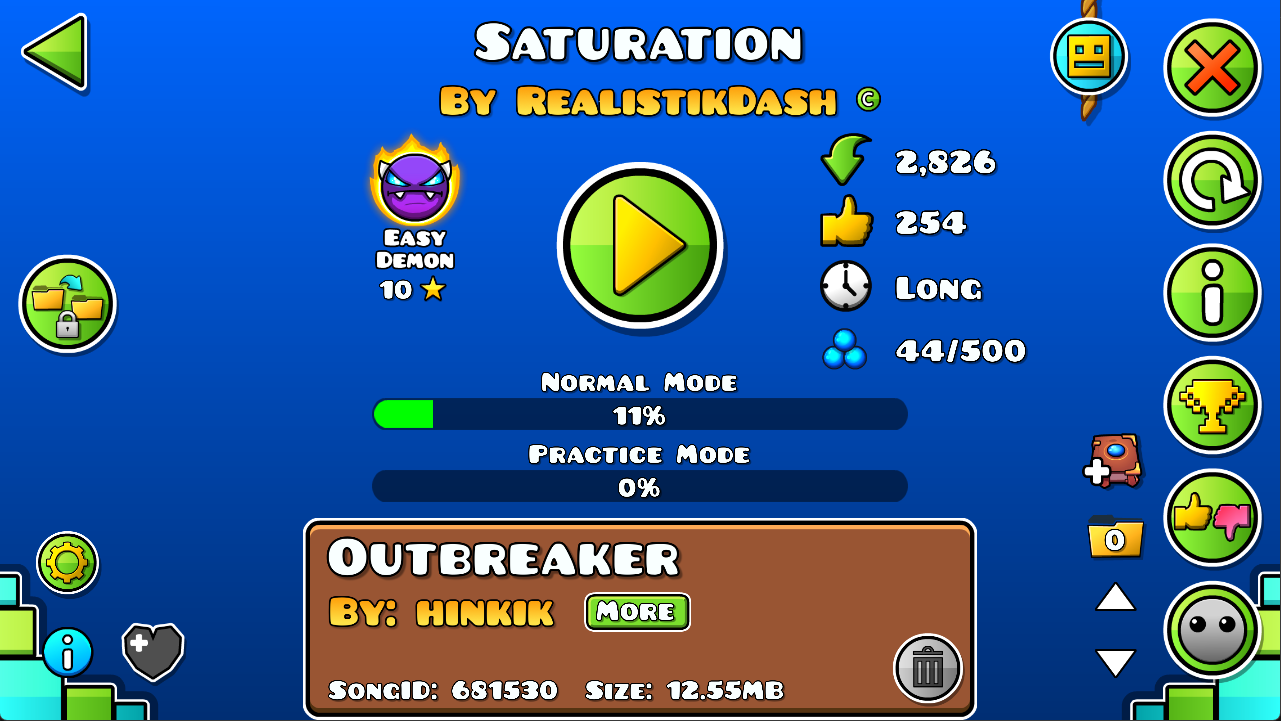 Saturation
By RealistikDash
C
Easy
Demon
10
2,826
254
Long
44/500
Normal Mode
11%
Practice Mode
0%
Outbreaker
By: hinkik
More
SongID: 681530 Size: 12.55MB
0